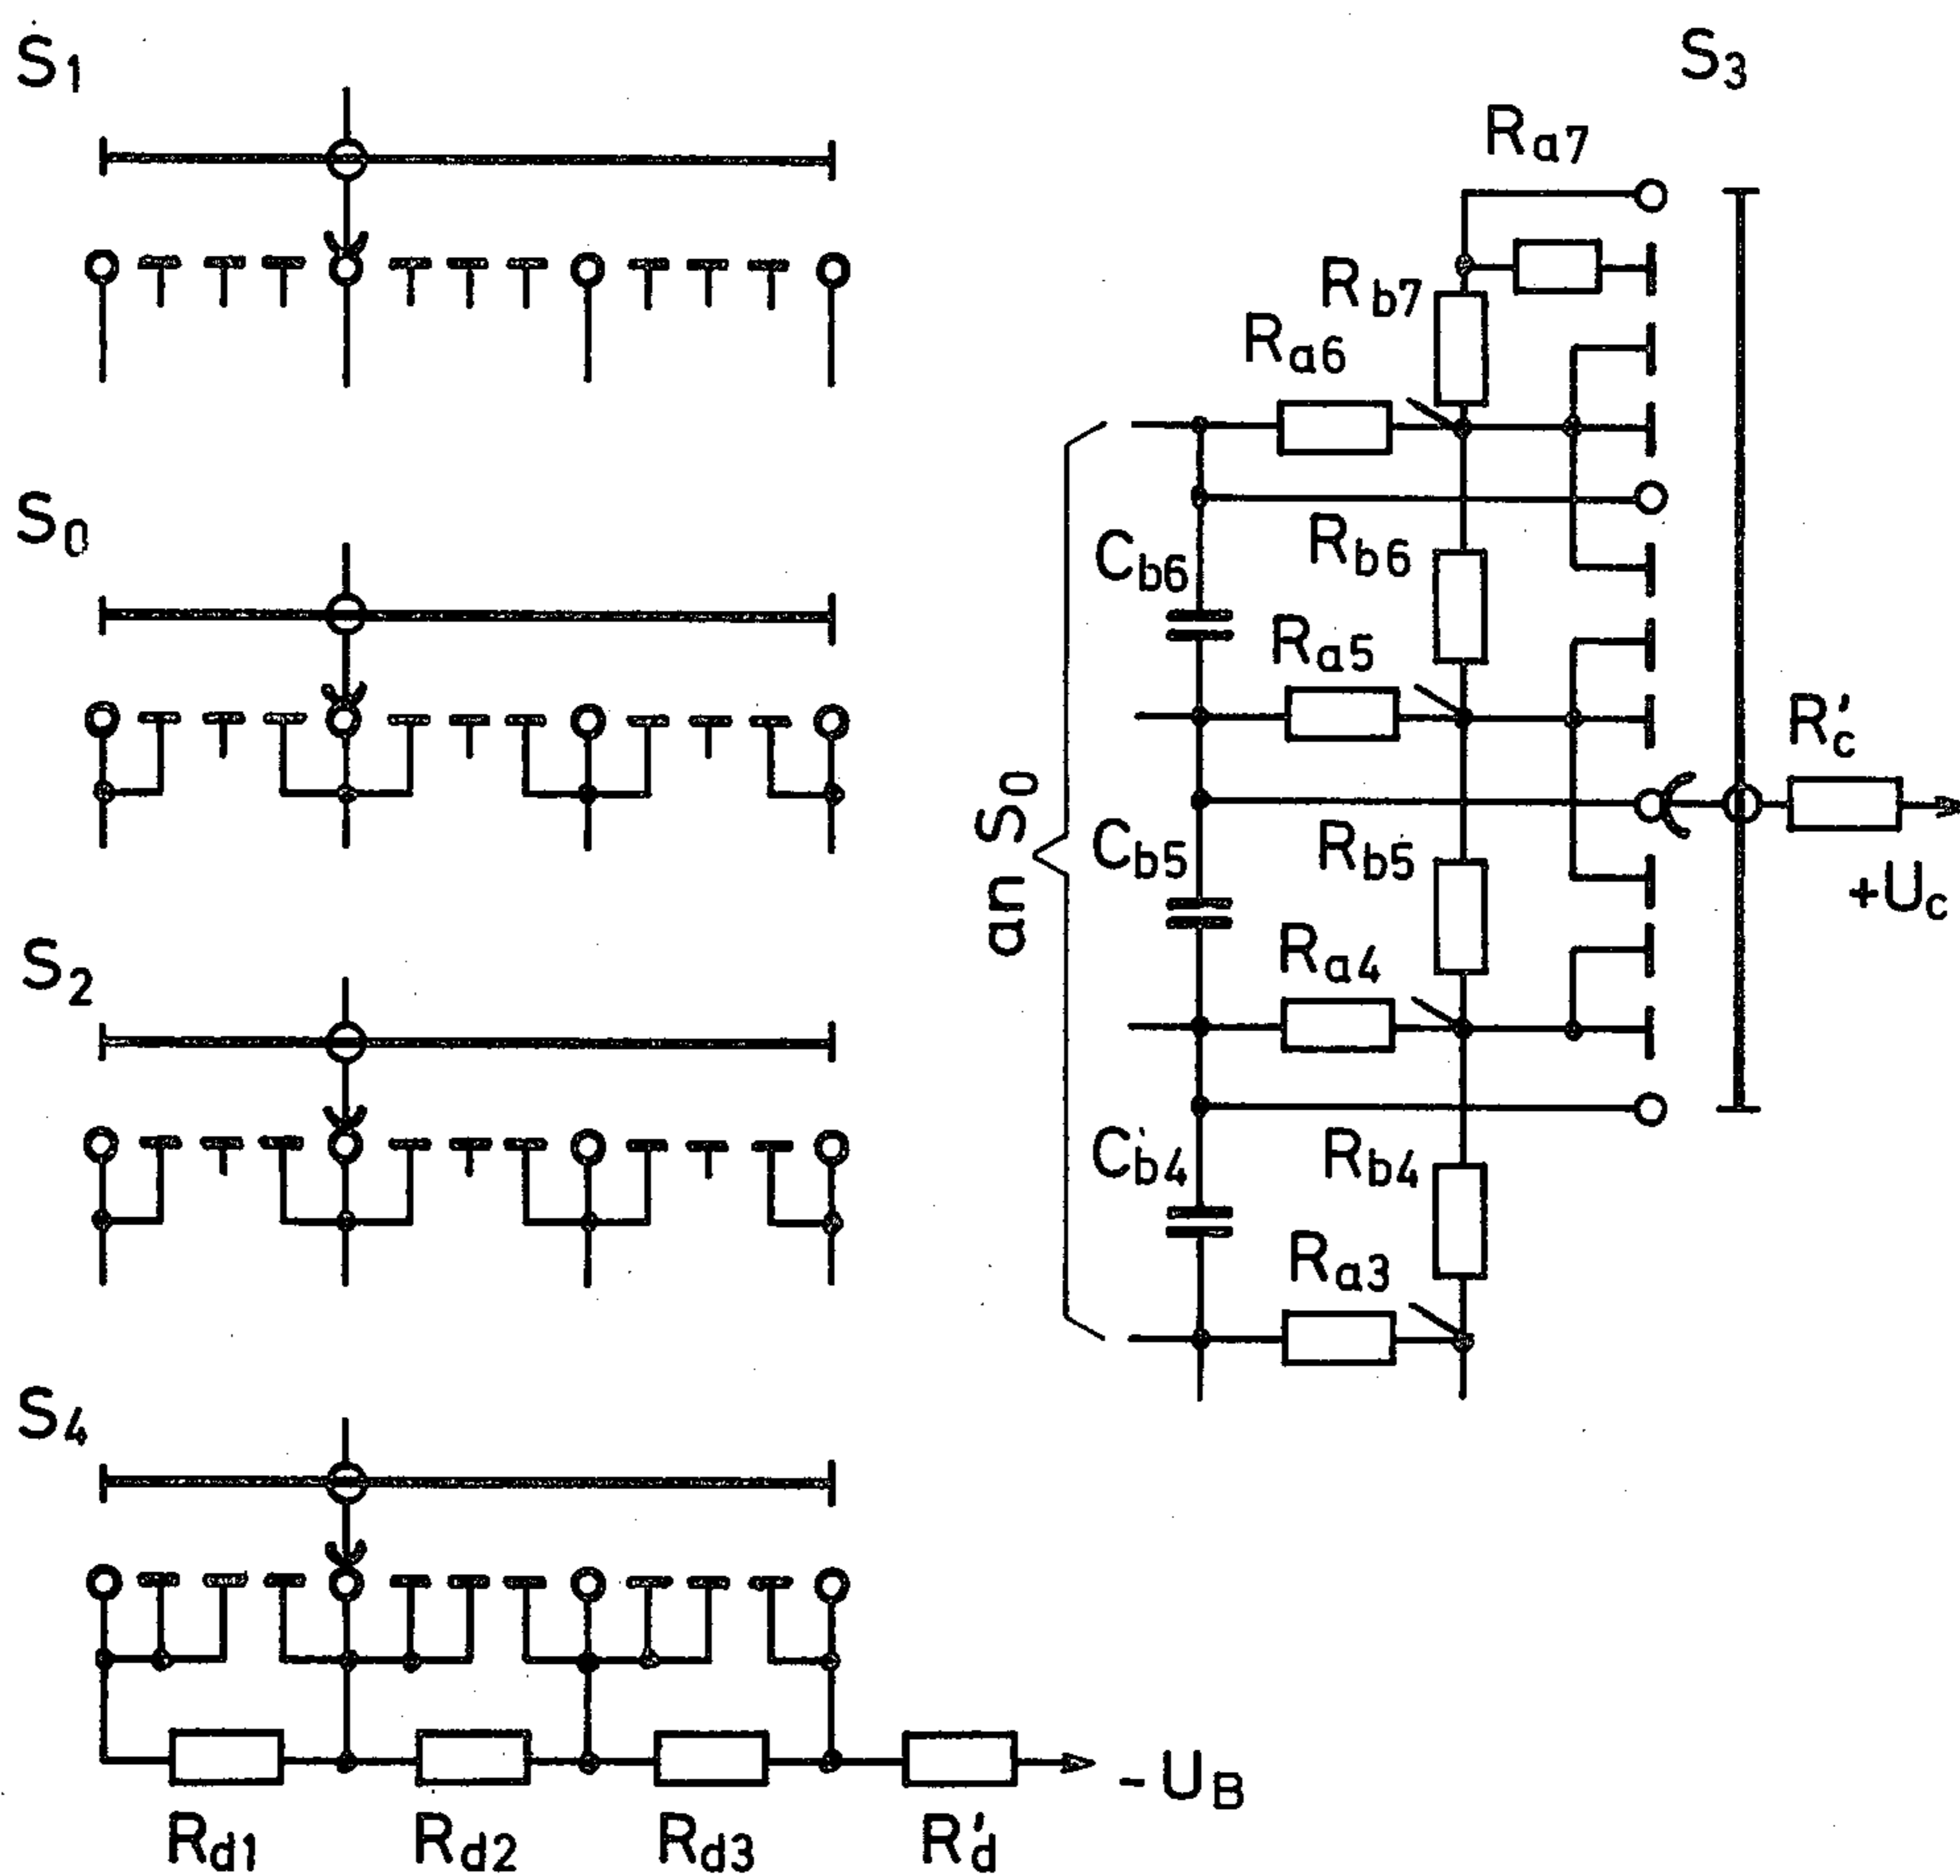 S1
S3
Ra7
Rb7
Ra6
S0
Cb6
Rb6
Ra5
R'c
an S0
Cb5
Rb5
+Uc
S2
Ra4
Cb4
Rb4
Ra3
S4
-UB
Rd1
Rd2
Rd3
R'd